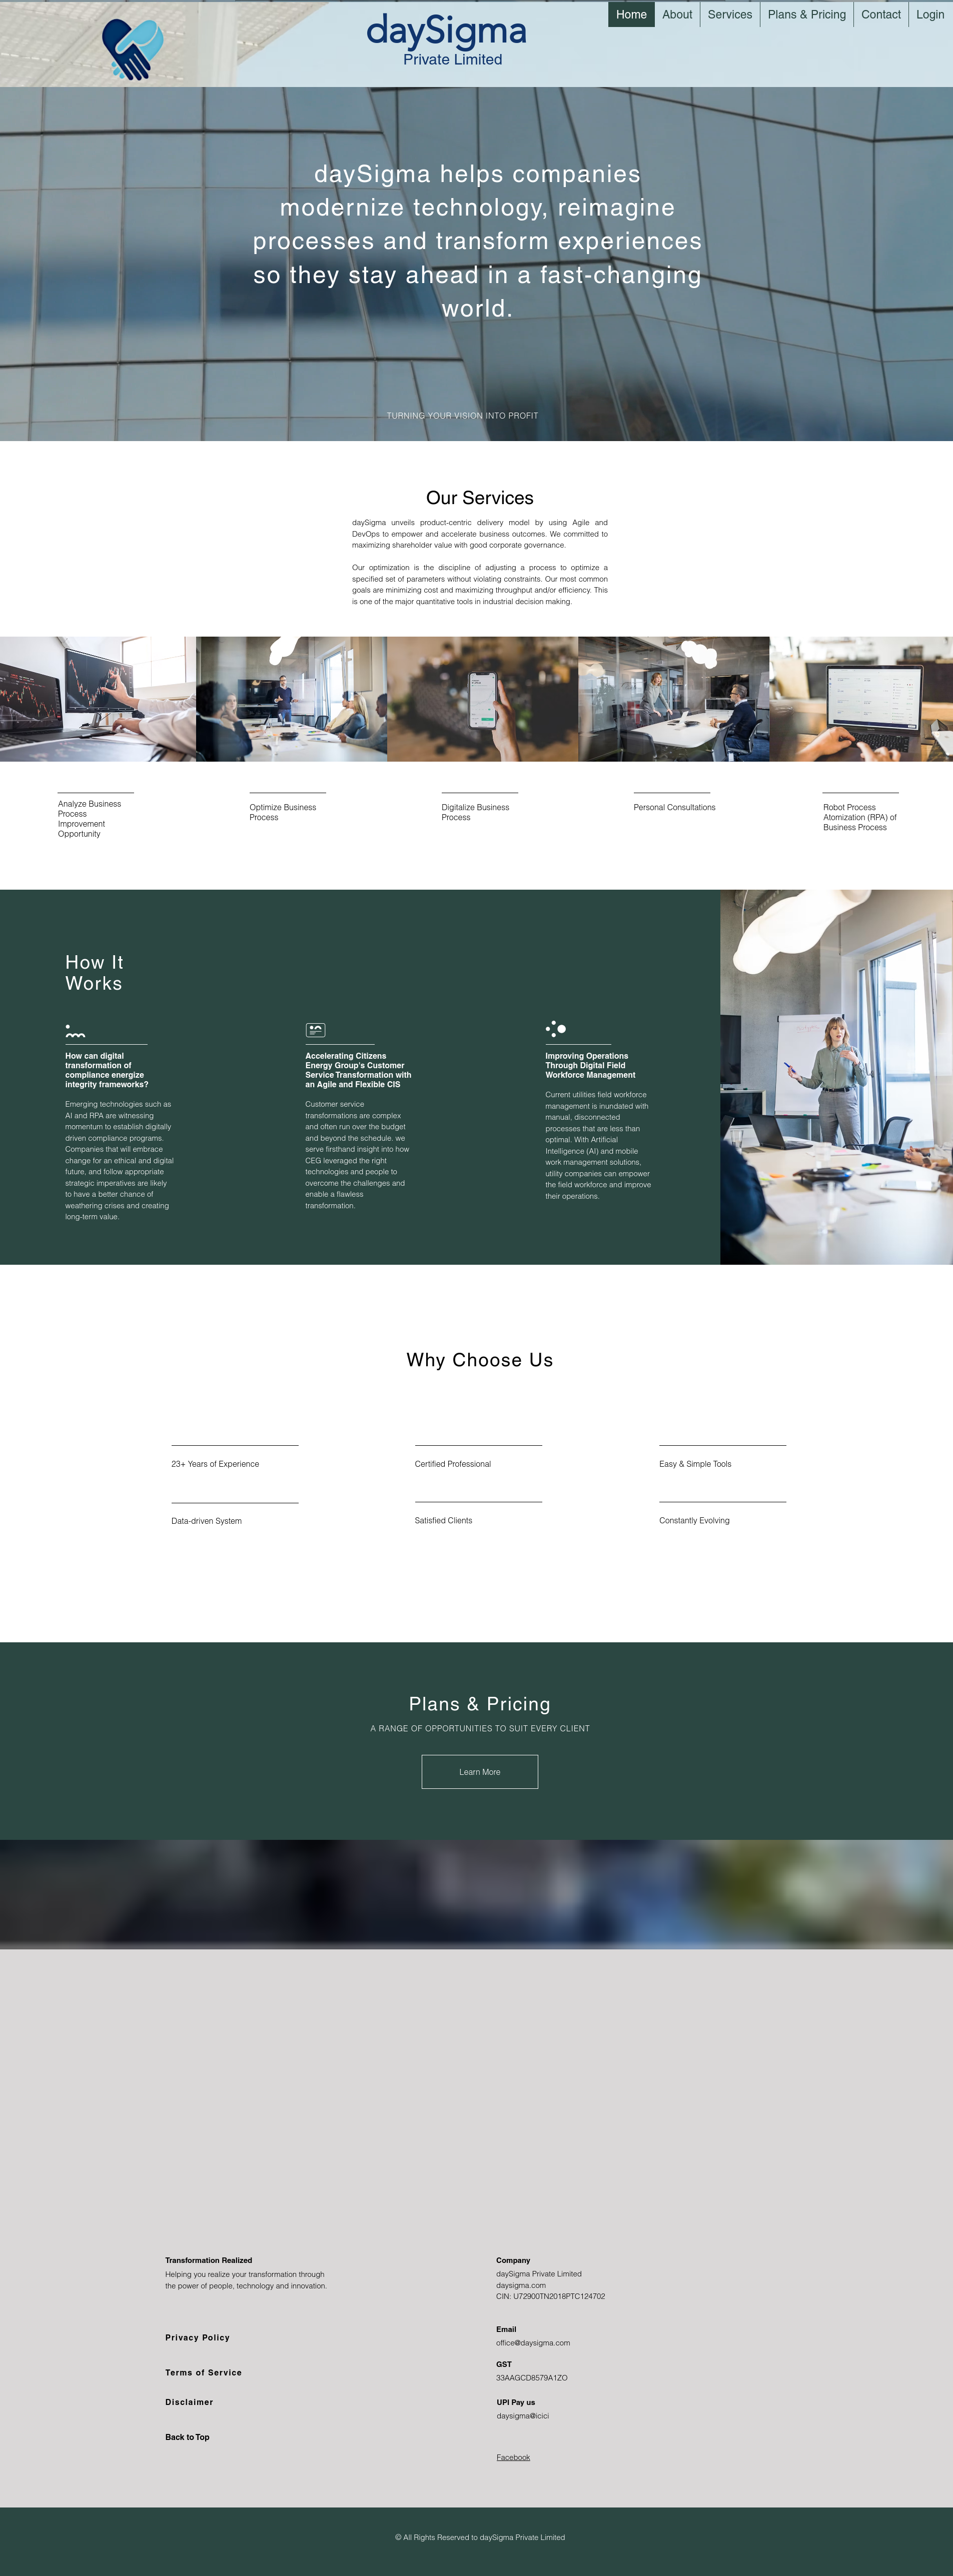 daySigma
Private Limited
Home
About
Services
Plans & Pricing
Contact
Login
daySigma helps companies
modernize technology, reimagine
processes and transform experiences
so they stay ahead in a fast-changing
world.
TURNING YOUR VISION INTO PROFIT
Our Services
daySigma unveils product-centric delivery model by using Agile and
DevOps to empower and accelerate business outcomes. We committed to
maximizing shareholder value with good corporate governance.
Our optimization is the discipline of adjusting a process to optimize a
specified set of parameters without violating constraints. Our most common
goals are minimizing cost and maximizing throughput and/or efficiency. This
is one of the major quantitative tools in industrial decision making.
Analyze Business
Process
Improvement
Opportunity
Optimize Business
Process
Digitalize Business
Process
Personal Consultations
Robot Process
Atomization (RPA) of
Business Process
How It
Works
How can digital
transformation of
compliance energize
integrity frameworks?
Emerging technologies such as
AI and RPA are witnessing
momentum to establish digitally
driven compliance programs.
Companies that will embrace
change for an ethical and digital
future, and follow appropriate
strategic imperatives are likely
to have a better chance of
weathering crises and creating
long-term value.
Accelerating Citizens
Energy Group's Customer
Service Transformation with
an Agile and Flexible CIS
Customer service
transformations are complex
and often run over the budget
and beyond the schedule. we
serve firsthand insight into how
CEG leveraged the right
technologies and people to
overcome the challenges and
enable a flawless
transformation.
Improving Operations
Through Digital Field
Workforce Management
Current utilities field workforce
management is inundated with
manual, disconnected
processes that are less than
optimal. With Artificial
Intelligence (AI) and mobile
work management solutions,
utility companies can empower
the field workforce and improve
their operations.
Why Choose Us
23+ Years of Experience
Certified Professional
Easy & Simple Tools
Data-driven System
Satisfied Clients
Constantly Evolving
Plans & Pricing
A RANGE OF OPPORTUNITIES TO SUIT EVERY CLIENT
Learn More
Transformation Realized
Helping you realize your transformation through
the power of people, technology and innovation.
Privacy Policy
Terms of Service
Disclaimer
Back to Top
Company
daySigma Private Limited
daysigma.com
CIN: U72900TN2018PTC124702
Email
office@daysigma.com
GST
33AAGCD8579A1ZO
UPI Pay us
daysigma@icici
Facebook
© All Rights Reserved to daySigma Private Limited